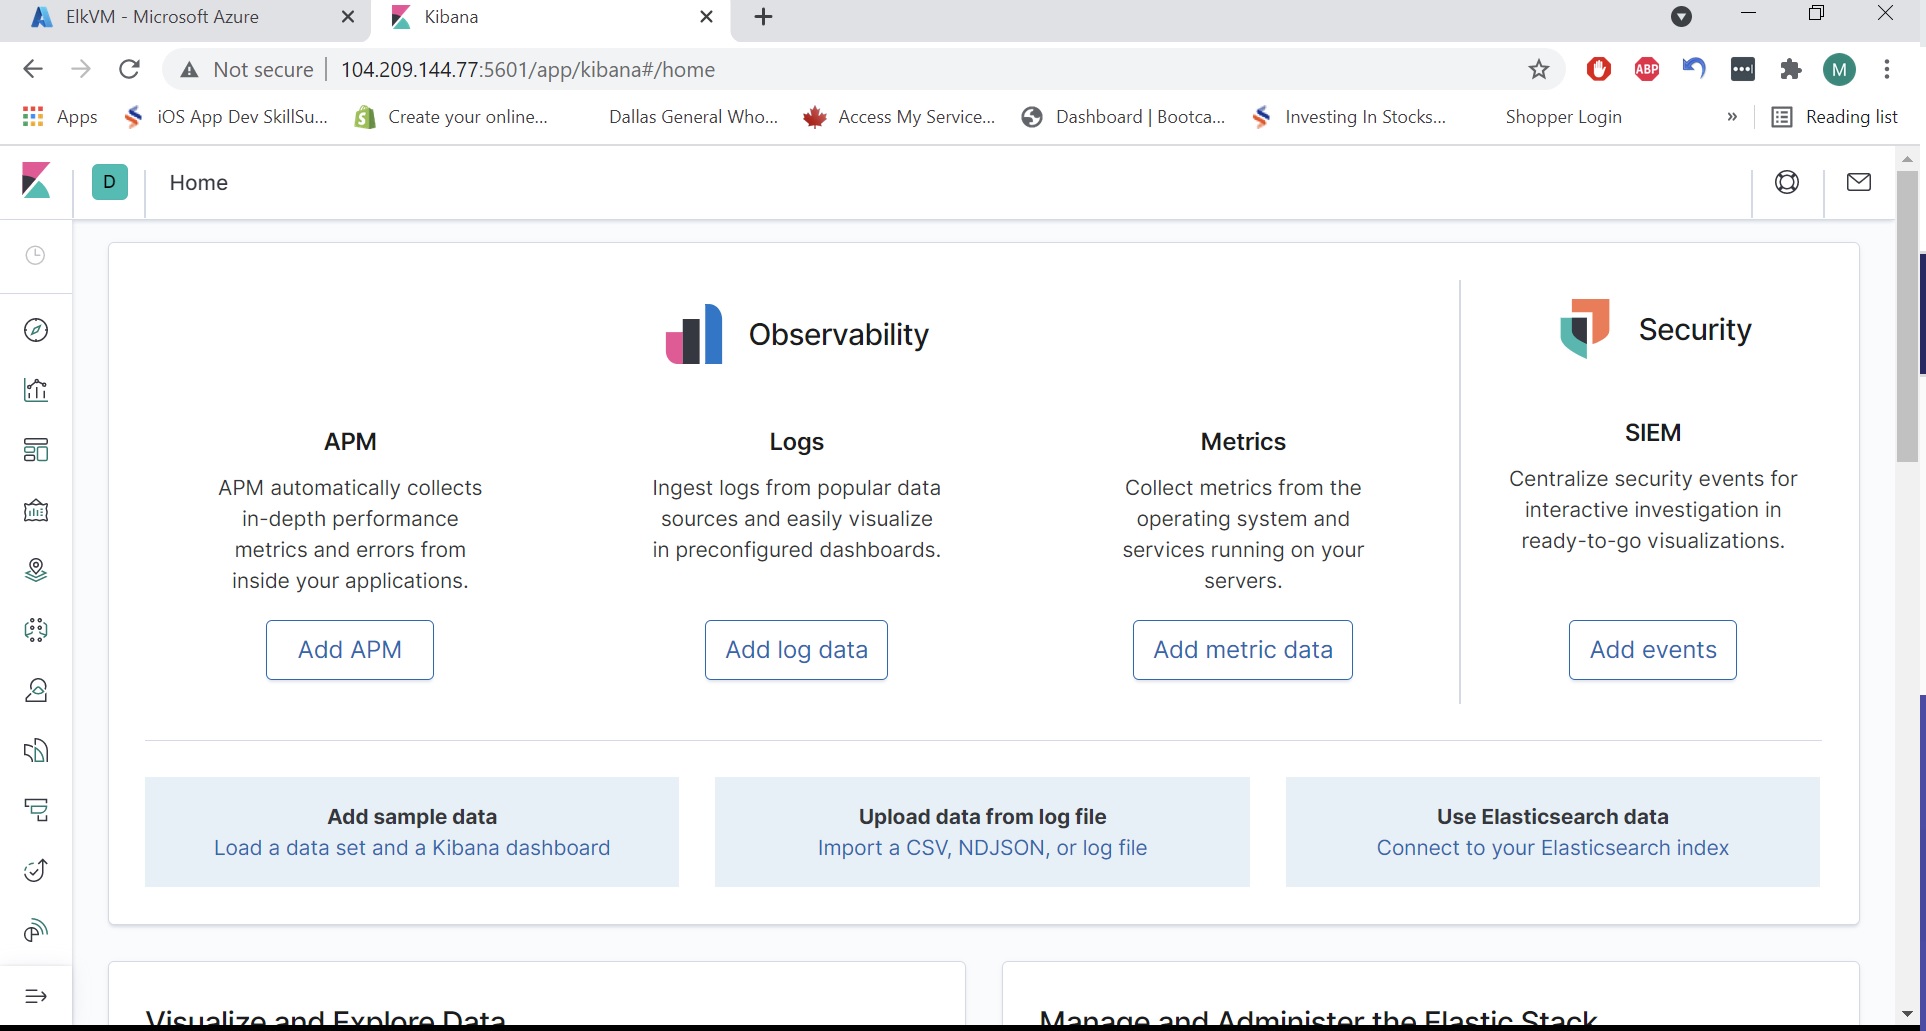 ElkVM - Microsoft Azure
Kibana
Not secure
104.209.144.77:5601/app/kibana#/home
ABP
M
Apps
iOS App Dev SkillSu...
Create your online...
Dallas General Who...
Access My Service...
Dashboard | Bootca...
Investing In Stocks...
Shopper Login
»
Reading list
D
Home
Observability
Security
APM
APM automatically collects
in-depth performance
metrics and errors from
inside your applications.
Add APM
Logs
Ingest logs from popular data
sources and easily visualize
in preconfigured dashboards.
Add log data
Metrics
Collect metrics from the
operating system and
services running on your
servers.
Add metric data
SIEM
Centralize security events for
interactive investigation in
ready-to-go visualizations.
Add events
Add sample data
Load a data set and a Kibana dashboard
Upload data from log file
Import a CSV, NDJSON, or log file
Use Elasticsearch data
Connect to your Elasticsearch index
Visualize and Explore Data
Manage and Administer the Elastic Stack